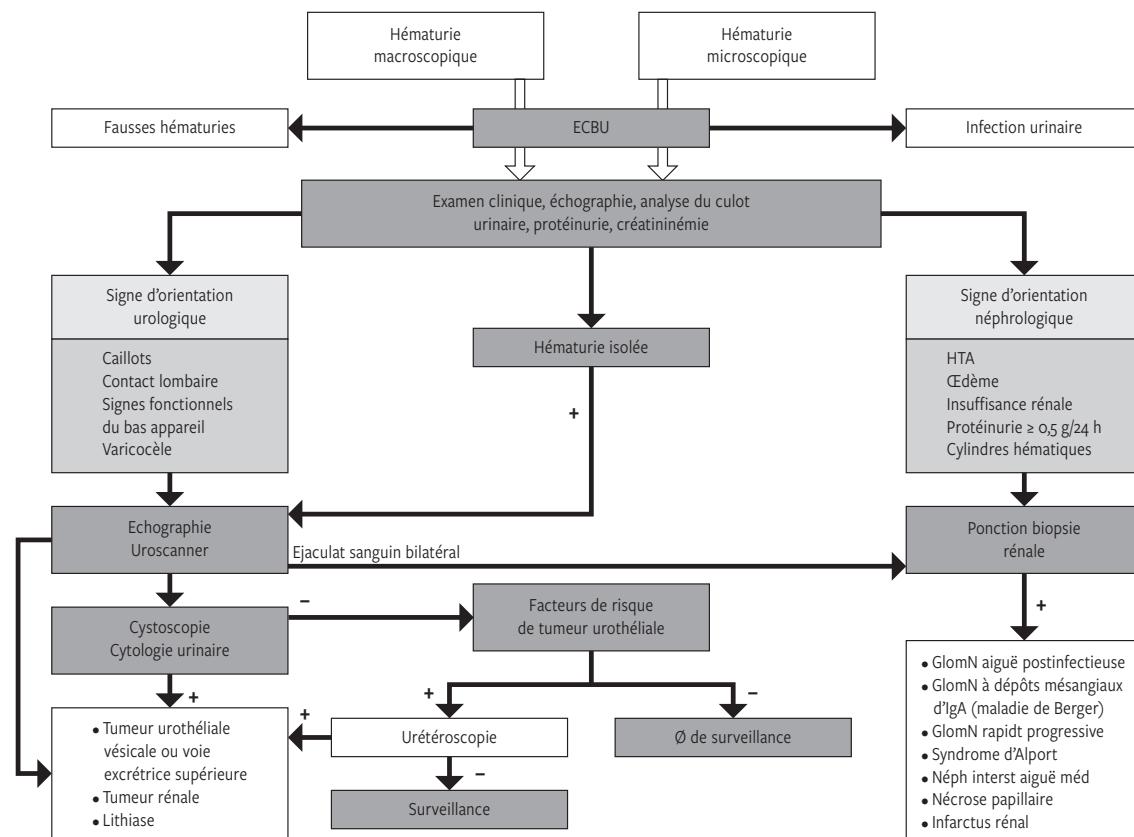 Hématurie
macroscopique
Hématurie
microscopique
Fausses hématuries
ECBU
Infection urinaire
Examen clinique, échographie, analyse du culot
urinaire, protéinurie, créatininémie
Signe d'orientation
urologique
Caillots
Contact lombaire
Signes fonctionnels
du bas appareil
Varicocèle
Hématurie isolée
+
Signe d'orientation
néphrologique
HTA
Œdème
Insuffisance rénale
Protéinurie ≥ 0,5 g/24 h
Cylindres hématiques
Echographie
Uroscanner
Ejaculat sanguin bilatéral
Ponction biopsie
rénale
+
Cystoscopie
Cytologie urinaire
–
+
Facteurs de risque
de tumeur urothéliale
+
–
• Tumeur urothéliale
vésicale ou voie
excrétrice supérieure
• Tumeur rénale
• Lithiase
+
Urétéroscopie
–
Surveillance
Ø de surveillance
• GlomN aiguë postinfectieuse
• GlomN à dépôts mésangiaux
d'IgA (maladie de Berger)
• GlomN rapidt progressive
• Syndrome d'Alport
• Néph interst aiguë méd
• Nécrose papillaire
• Infarctus rénal